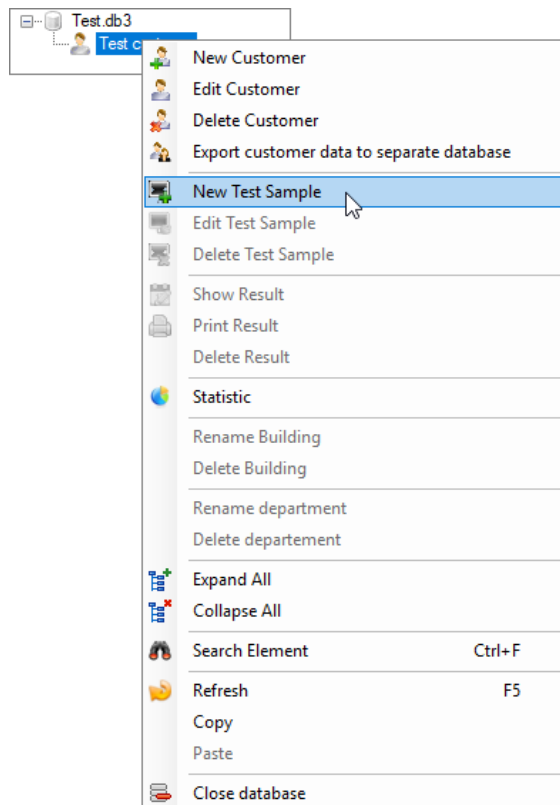 Test.db3
Test
New Customer
Edit Customer
Delete Customer
Export customer data to separate database
New Test Sample
Edit Test Sample
Delete Test Sample
Show Result
Print Result
Delete Result
Statistic
Rename Building
Delete Building
Rename department
Delete departement
Expand All
Collapse All
Search Element Ctrl+F
Refresh F5
Copy
Paste
Close database